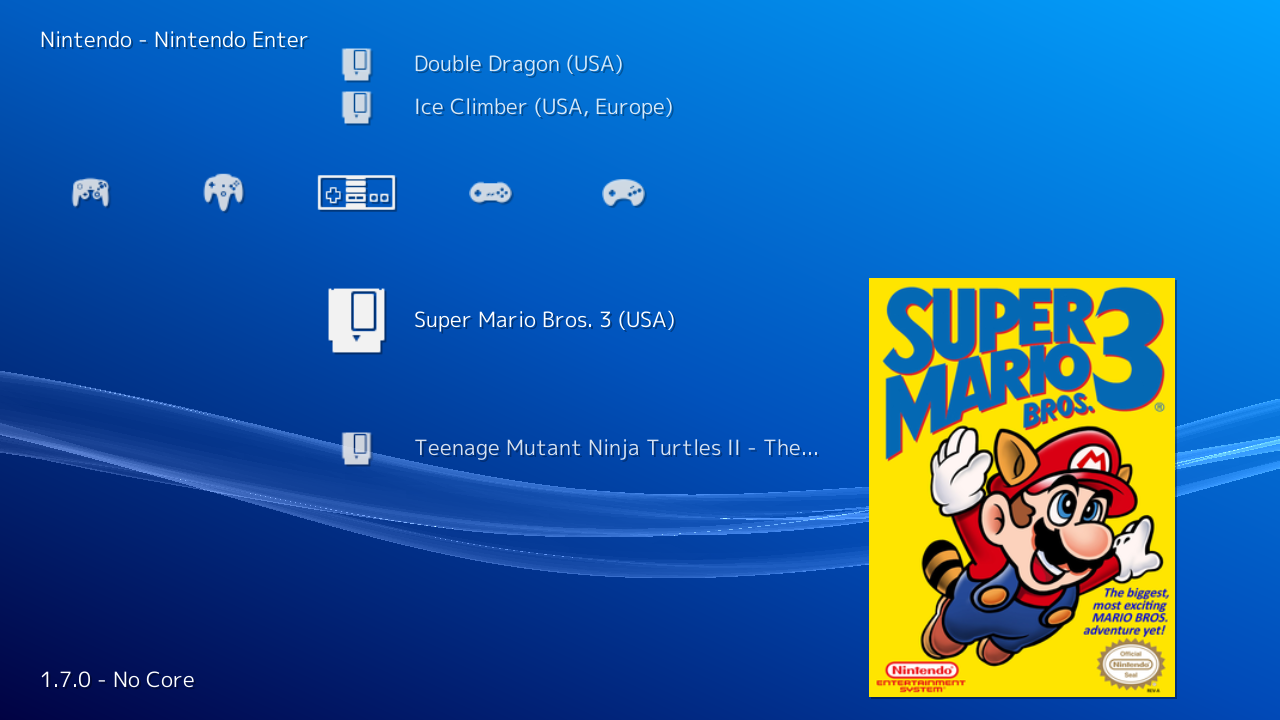 Nintendo - Nintendo Enter
Double Dragon (USA)
Ice Climber (USA, Europe)
Super Mario Bros. 3 (USA)
Teenage Mutant Ninja Turtles II - The...
SUPER
MARIO
BROS.
3
®
M
The biggest,
most exciting
MARIO BROS.
adventure yet!
Nintendo®
ENTERTAINMENT
SYSTEM®
Official
Nintendo
Seal
REV-A
1.7.0 - No Core